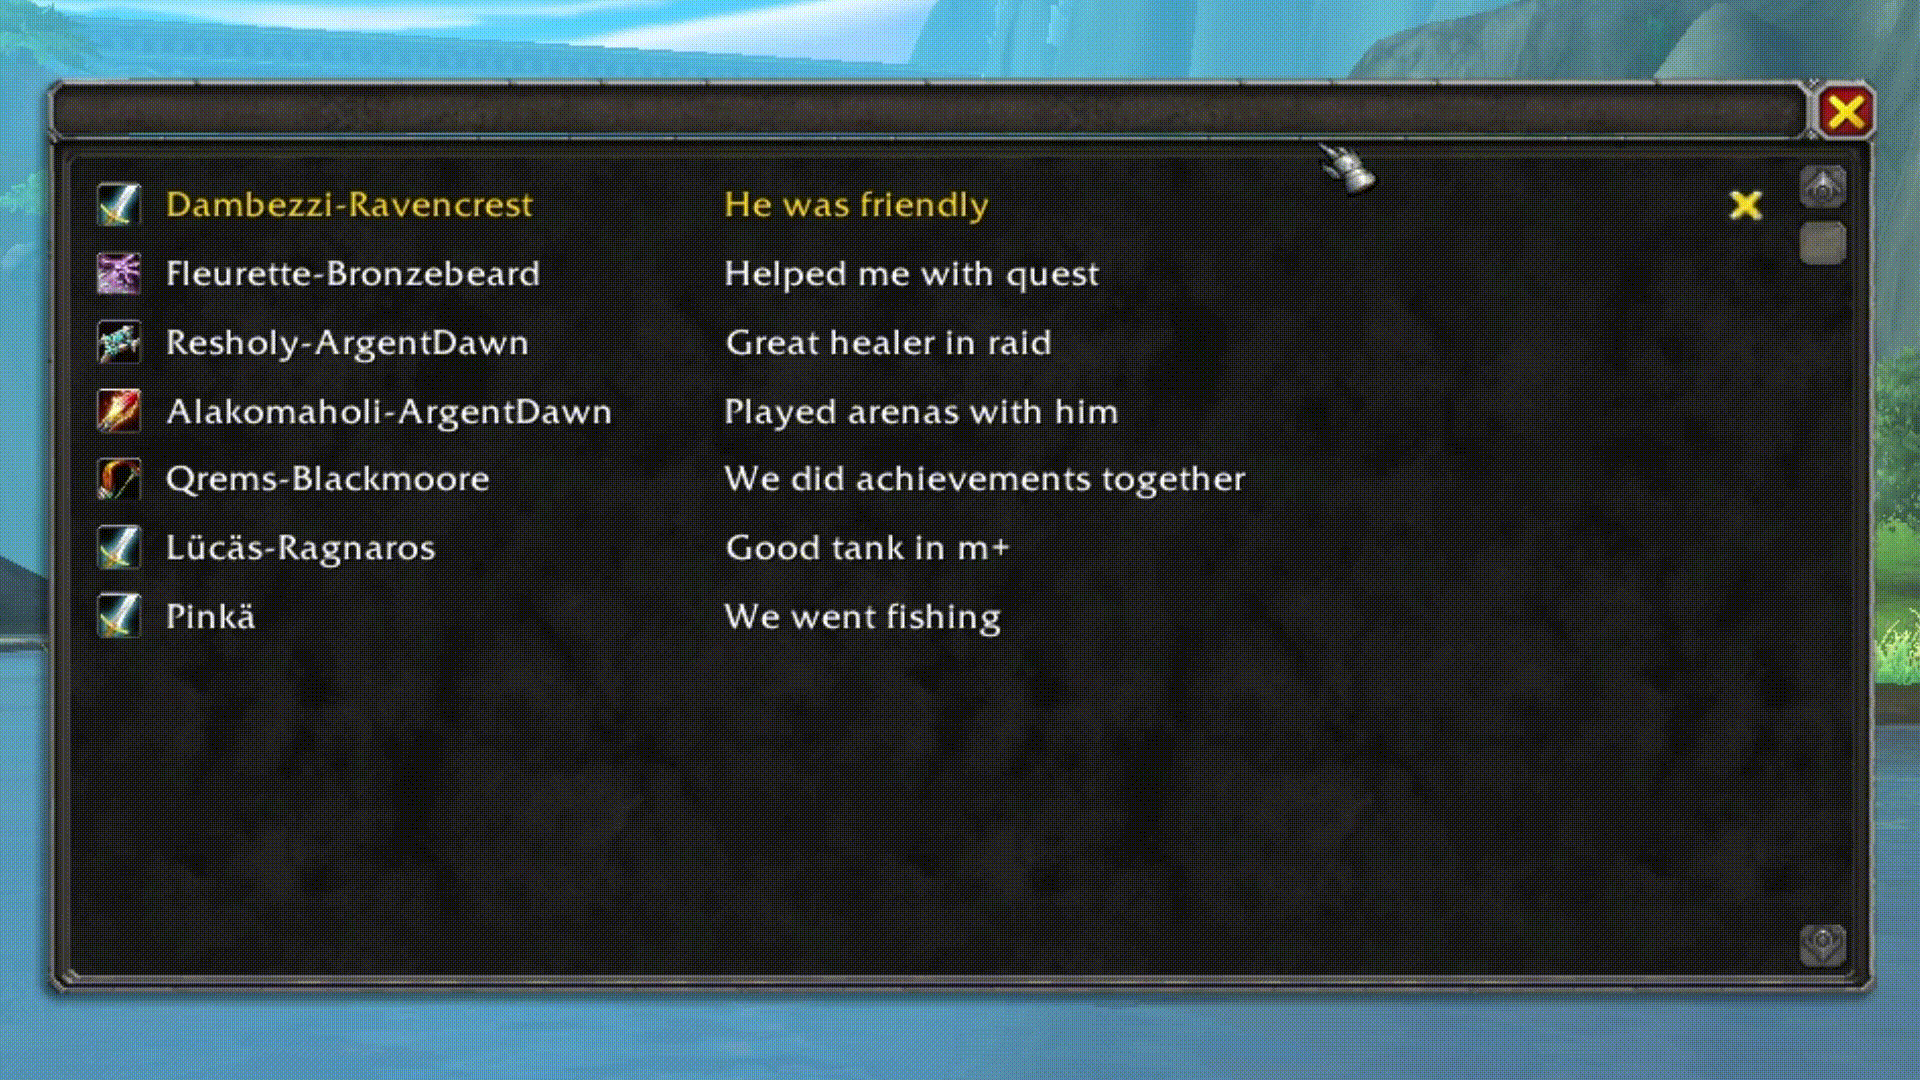 Dambezzi-Ravencrest He was friendly
Fleurette-Bronzebeard Helped me with quest
Resholy-ArgentDawn Great healer in raid
Alakomaholi-ArgentDawn Played arenas with him
Qrems-Blackmoore We did achievements together
Lücäs-Ragnaros Good tank in m+
Pinkä We went fishing